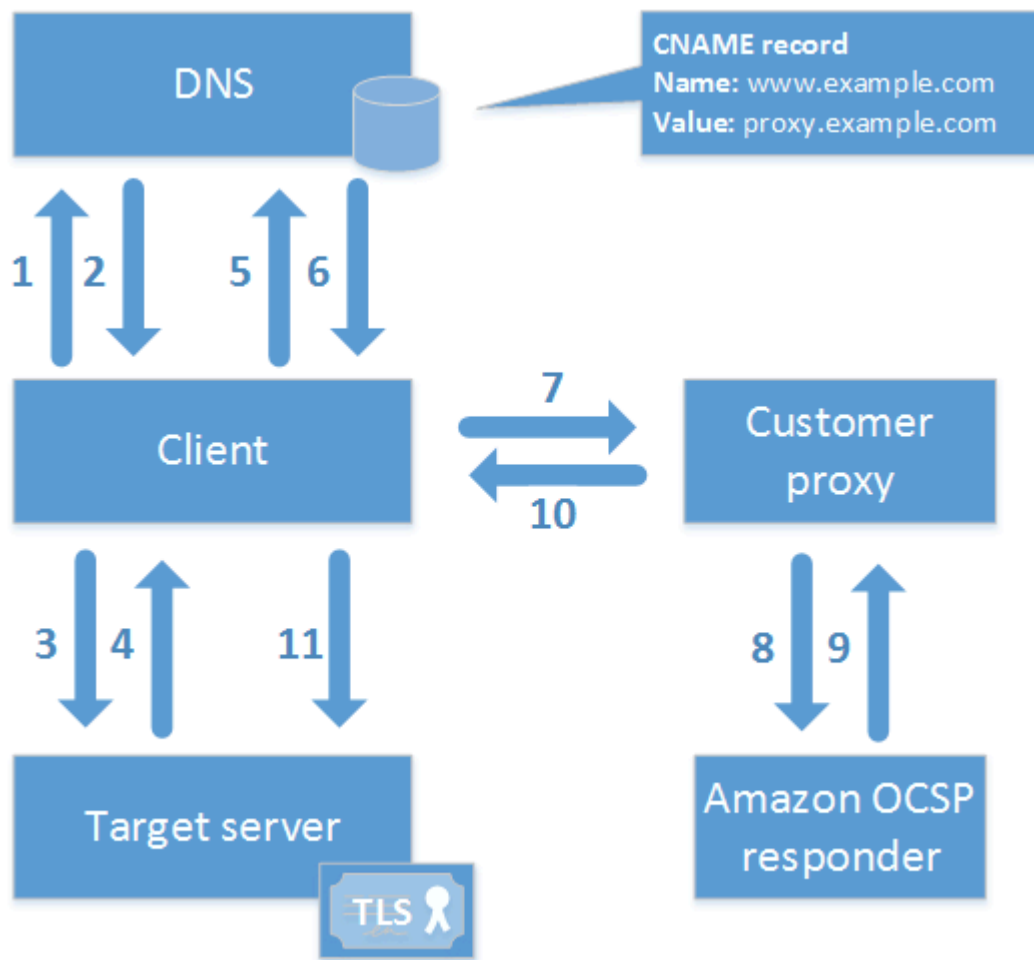 DNS
CNAME record
Name: www.example.com
Value: proxy.example.com
1
2
5
6
Client
7
10
Customer
proxy
3
4
11
8
9
Target server
TLS
Amazon OCSP
responder